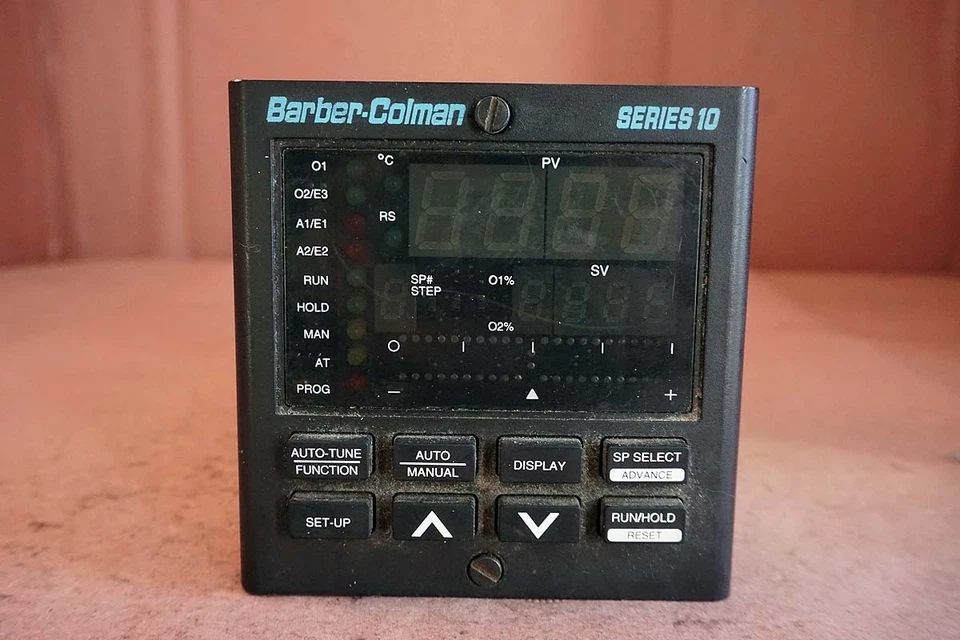 Barber-Colman SERIES 10
O1
O2/E3
A1/E1
A2/E2
RUN
HOLD
MAN
AT
PROG
°C
RS
PV
SP#
STEP
O1%
SV
O2%
O
−
+
AUTO-TUNE
FUNCTION
AUTO
MANUAL
DISPLAY
SP SELECT
ADVANCE
SET-UP
RUN/HOLD
RESET